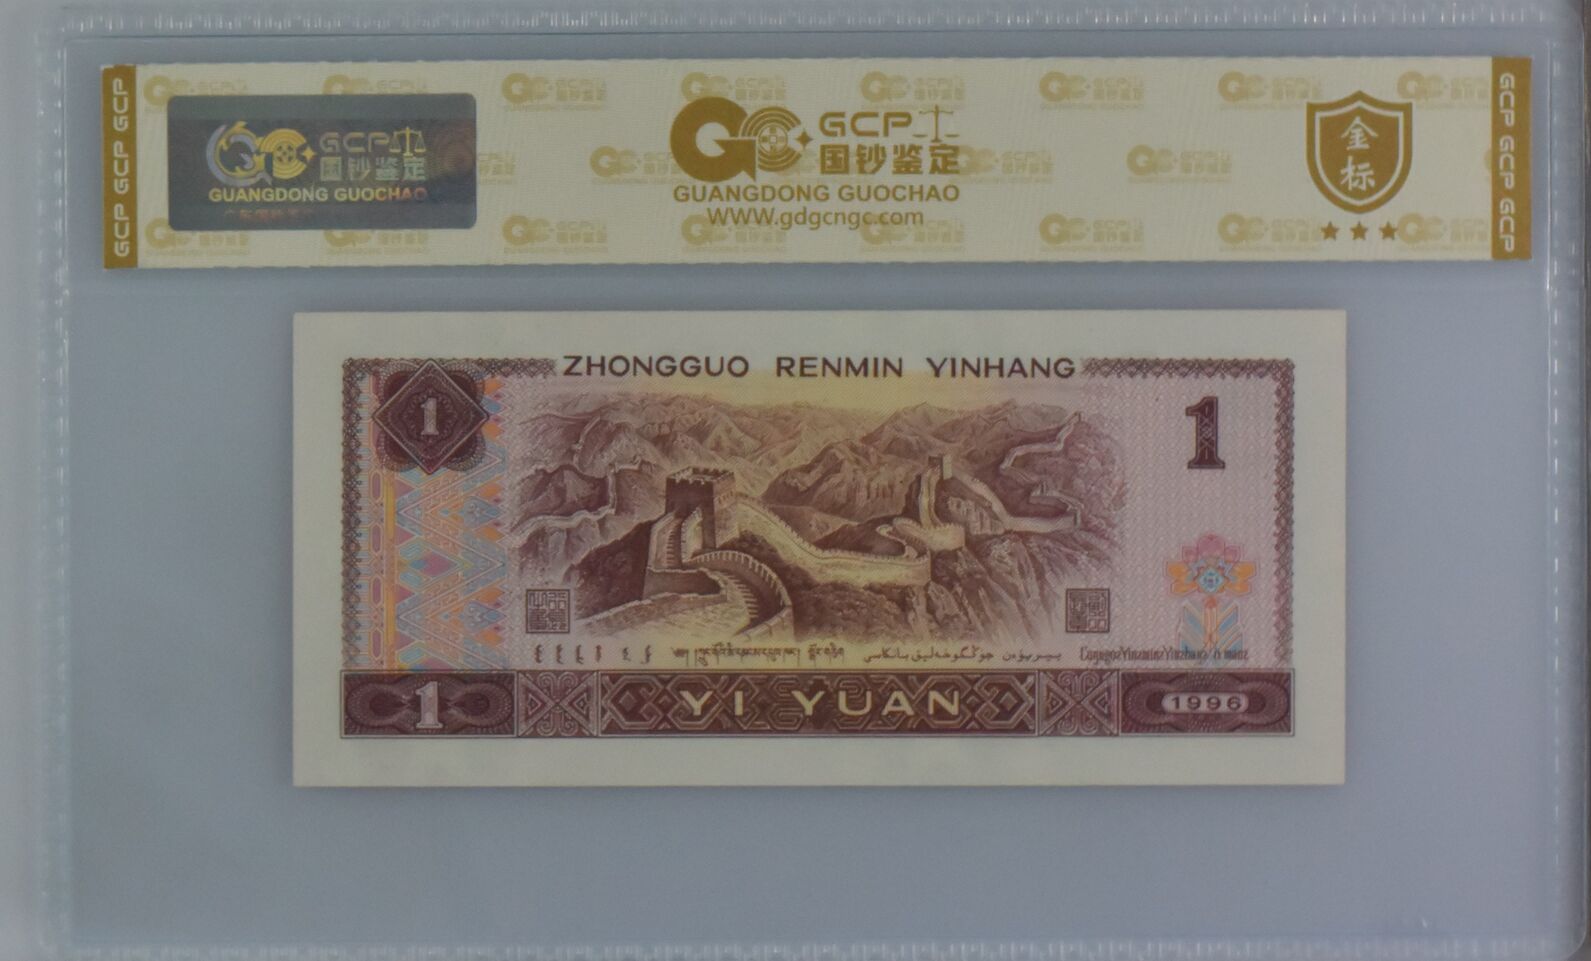 GCP GCP GCP
GCP
国钞鉴定
GUANGDONG GUOCHAO
GCP
国钞鉴定
GUANGDONG GUOCHAO
WWW.gdgcngc.com
金标
GCP GCP GCP
ZHONGGUO RENMIN YINHANG
1
1
1
YI YUAN
1996